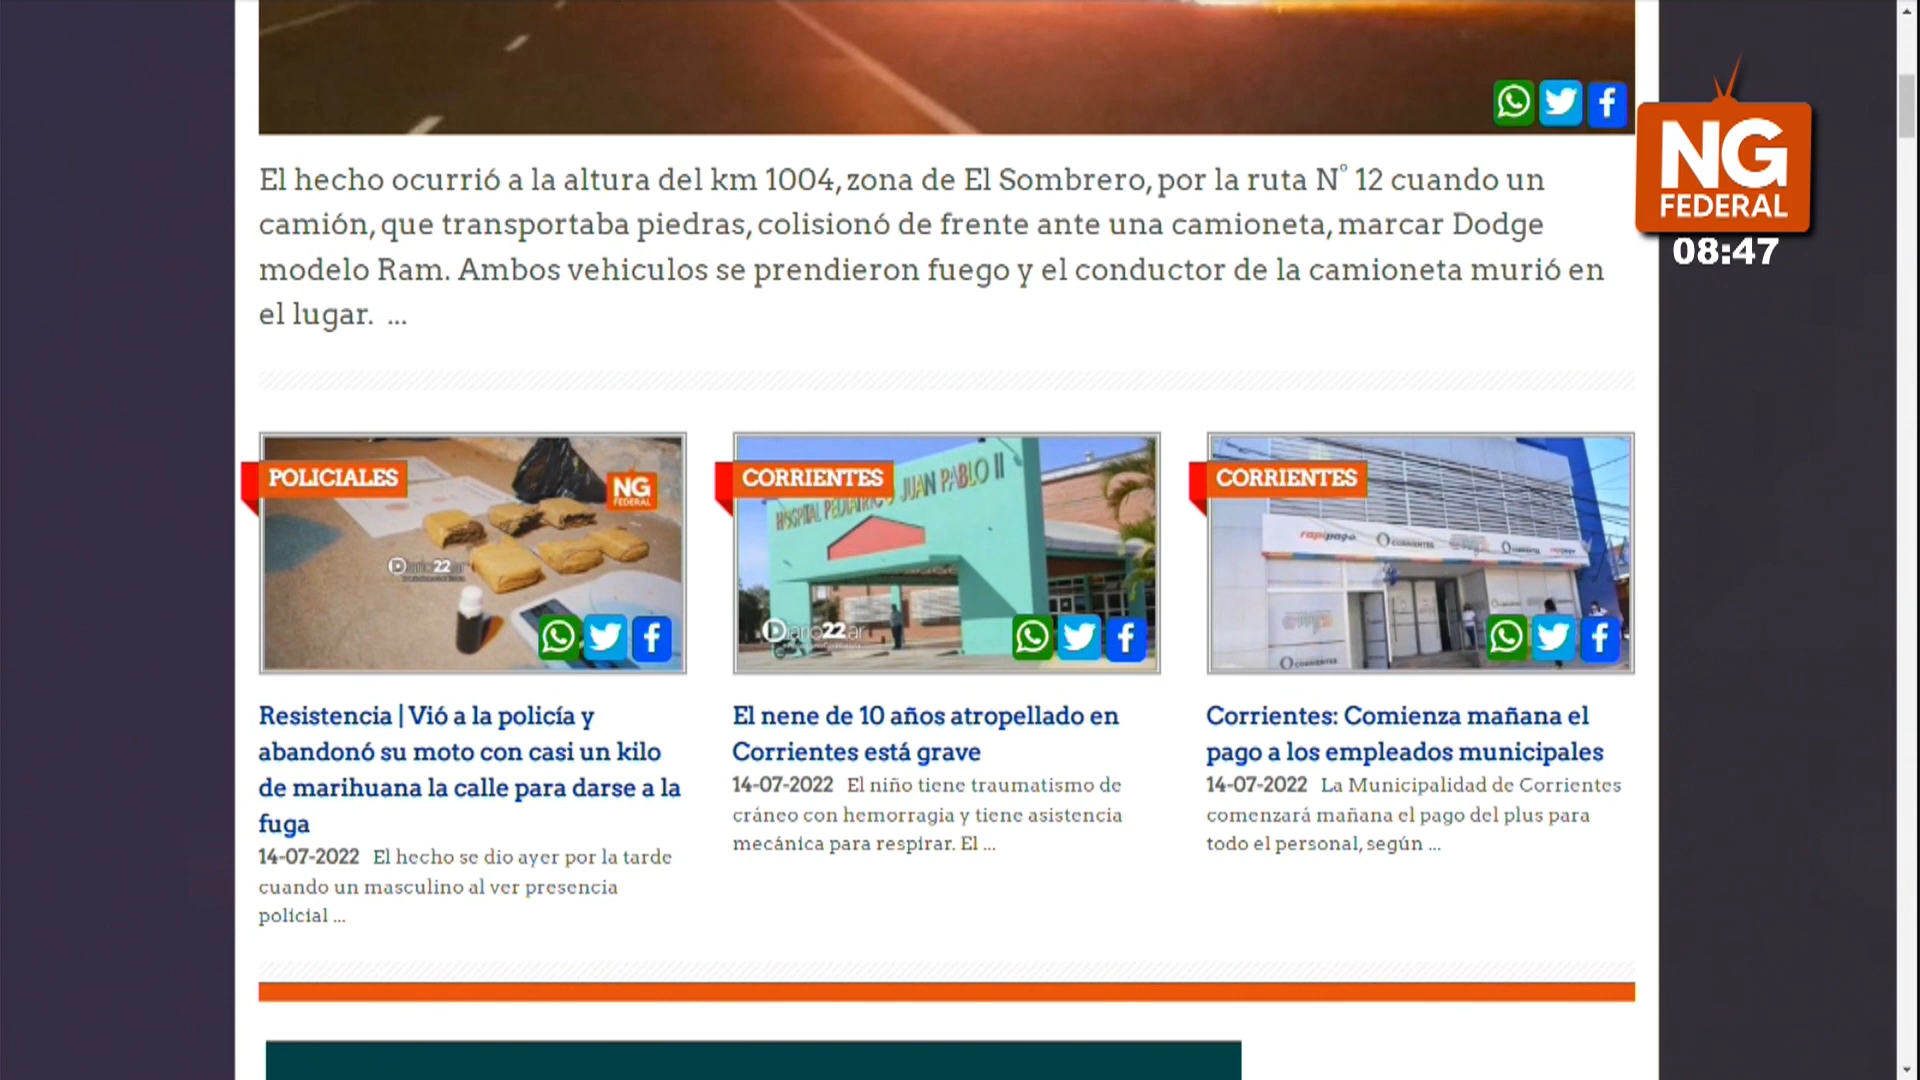 El hecho ocurrió a la altura del km 1004, zona de El Sombrero, por la ruta N° 12 cuando un
camión, que transportaba piedras, colisionó de frente ante una camioneta, marcar Dodge
modelo Ram. Ambos vehiculos se prendieron fuego y el conductor de la camioneta murió en
el lugar. ...
NG
FEDERAL
08:47
POLICIALES
NG
FEDERAL
Diario22.ar
Resistencia | Vió a la policía y
abandonó su moto con casi un kilo
de marihuana la calle para darse a la
fuga
14-07-2022 El hecho se dio ayer por la tarde
cuando un masculino al ver presencia
policial ...
CORRIENTES
HOSPITAL PEDIATRICO JUAN PABLO II
Diario22.ar
El nene de 10 años atropellado en
Corrientes está grave
14-07-2022 El niño tiene traumatismo de
cráneo con hemorragia y tiene asistencia
mecánica para respirar. El ...
CORRIENTES
rapipago
CORRIENTES
Corrientes: Comienza mañana el
pago a los empleados municipales
14-07-2022 La Municipalidad de Corrientes
comenzará mañana el pago del plus para
todo el personal, según ...